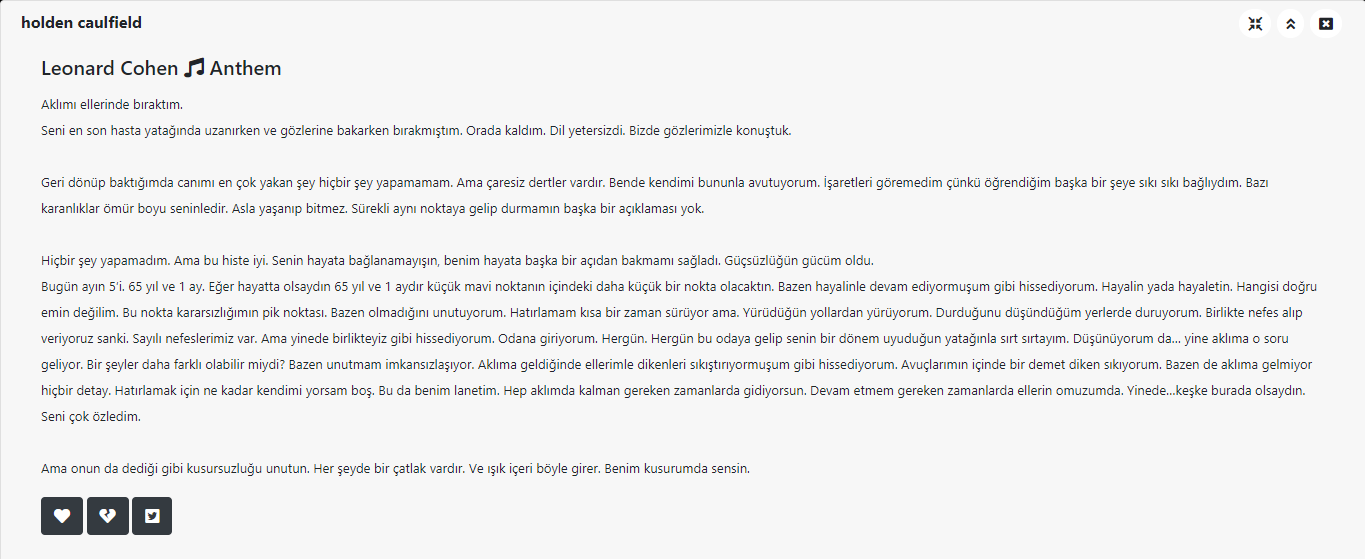 holden caulfield
Leonard Cohen Anthem
Aklımı ellerinde bıraktım.
Seni en son hasta yatağında uzanırken ve gözlerine bakarken bırakmıştım. Orada kaldım. Dil yetersizdi. Bizde gözlerimizle konuştuk.
Geri dönüp baktığımda canımı en çok yakan şey hiçbir şey yapamamam. Ama çaresiz dertler vardır. Bende kendimi bununla avutuyorum. İşaretleri göremedim çünkü öğrendiğim başka bir şeye sıkı sıkı bağlıydım. Bazı
karanlıklar ömür boyu seninledir. Asla yaşanıp bitmez. Sürekli aynı noktaya gelip durmamın başka bir açıklaması yok.
Hiçbir şey yapamadım. Ama bu histe iyi. Senin hayata bağlanamayışın, benim hayata başka bir açıdan bakmamı sağladı. Güçsüzlüğün gücüm oldu.
Bugün ayın 5'i. 65 yıl ve 1 ay. Eğer hayatta olsaydın 65 yıl ve 1 aydır küçük mavi noktanın içindeki daha küçük bir nokta olacaktın. Bazen hayalinle devam ediyormuşum gibi hissediyorum. Hayalin yada hayaletin. Hangisi doğru
emin değilim. Bu nokta kararsızlığımın pik noktası. Bazen olmadığını unutuyorum. Hatırlamam kısa bir zaman sürüyor ama. Yürüdüğün yollardan yürüyorum. Durduğunu düşündüğüm yerlerde duruyorum. Birlikte nefes alıp
veriyoruz sanki. Sayılı nefeslerimiz var. Ama yinede birlikteyiz gibi hissediyorum. Odana giriyorum. Hergün. Hergün bu odaya gelip senin bir dönem uyuduğun yatağınla sırt sırtayım. Düşünüyorum da... yine aklıma o soru
geliyor. Bir şeyler daha farklı olabilir miydi? Bazen unutmam imkansızlaşıyor. Aklıma geldiğinde ellerimle dikenleri sıkıştırıyormuşum gibi hissediyorum. Avuçlarımın içinde bir demet diken sıkıyorum. Bazen de aklıma gelmiyor
hiçbir detay. Hatırlamak için ne kadar kendimi yorsam boş. Bu da benim lanetim. Hep aklımda kalman gereken zamanlarda gidiyorsun. Devam etmem gereken zamanlarda ellerin omuzumda. Yinede...keşke burada olsaydın.
Seni çok özledim.
Ama onun da dediği gibi kusursuzluğu unutun. Her şeyde bir çatlak vardır. Ve ışık içeri böyle girer. Benim kusurumda sensin.